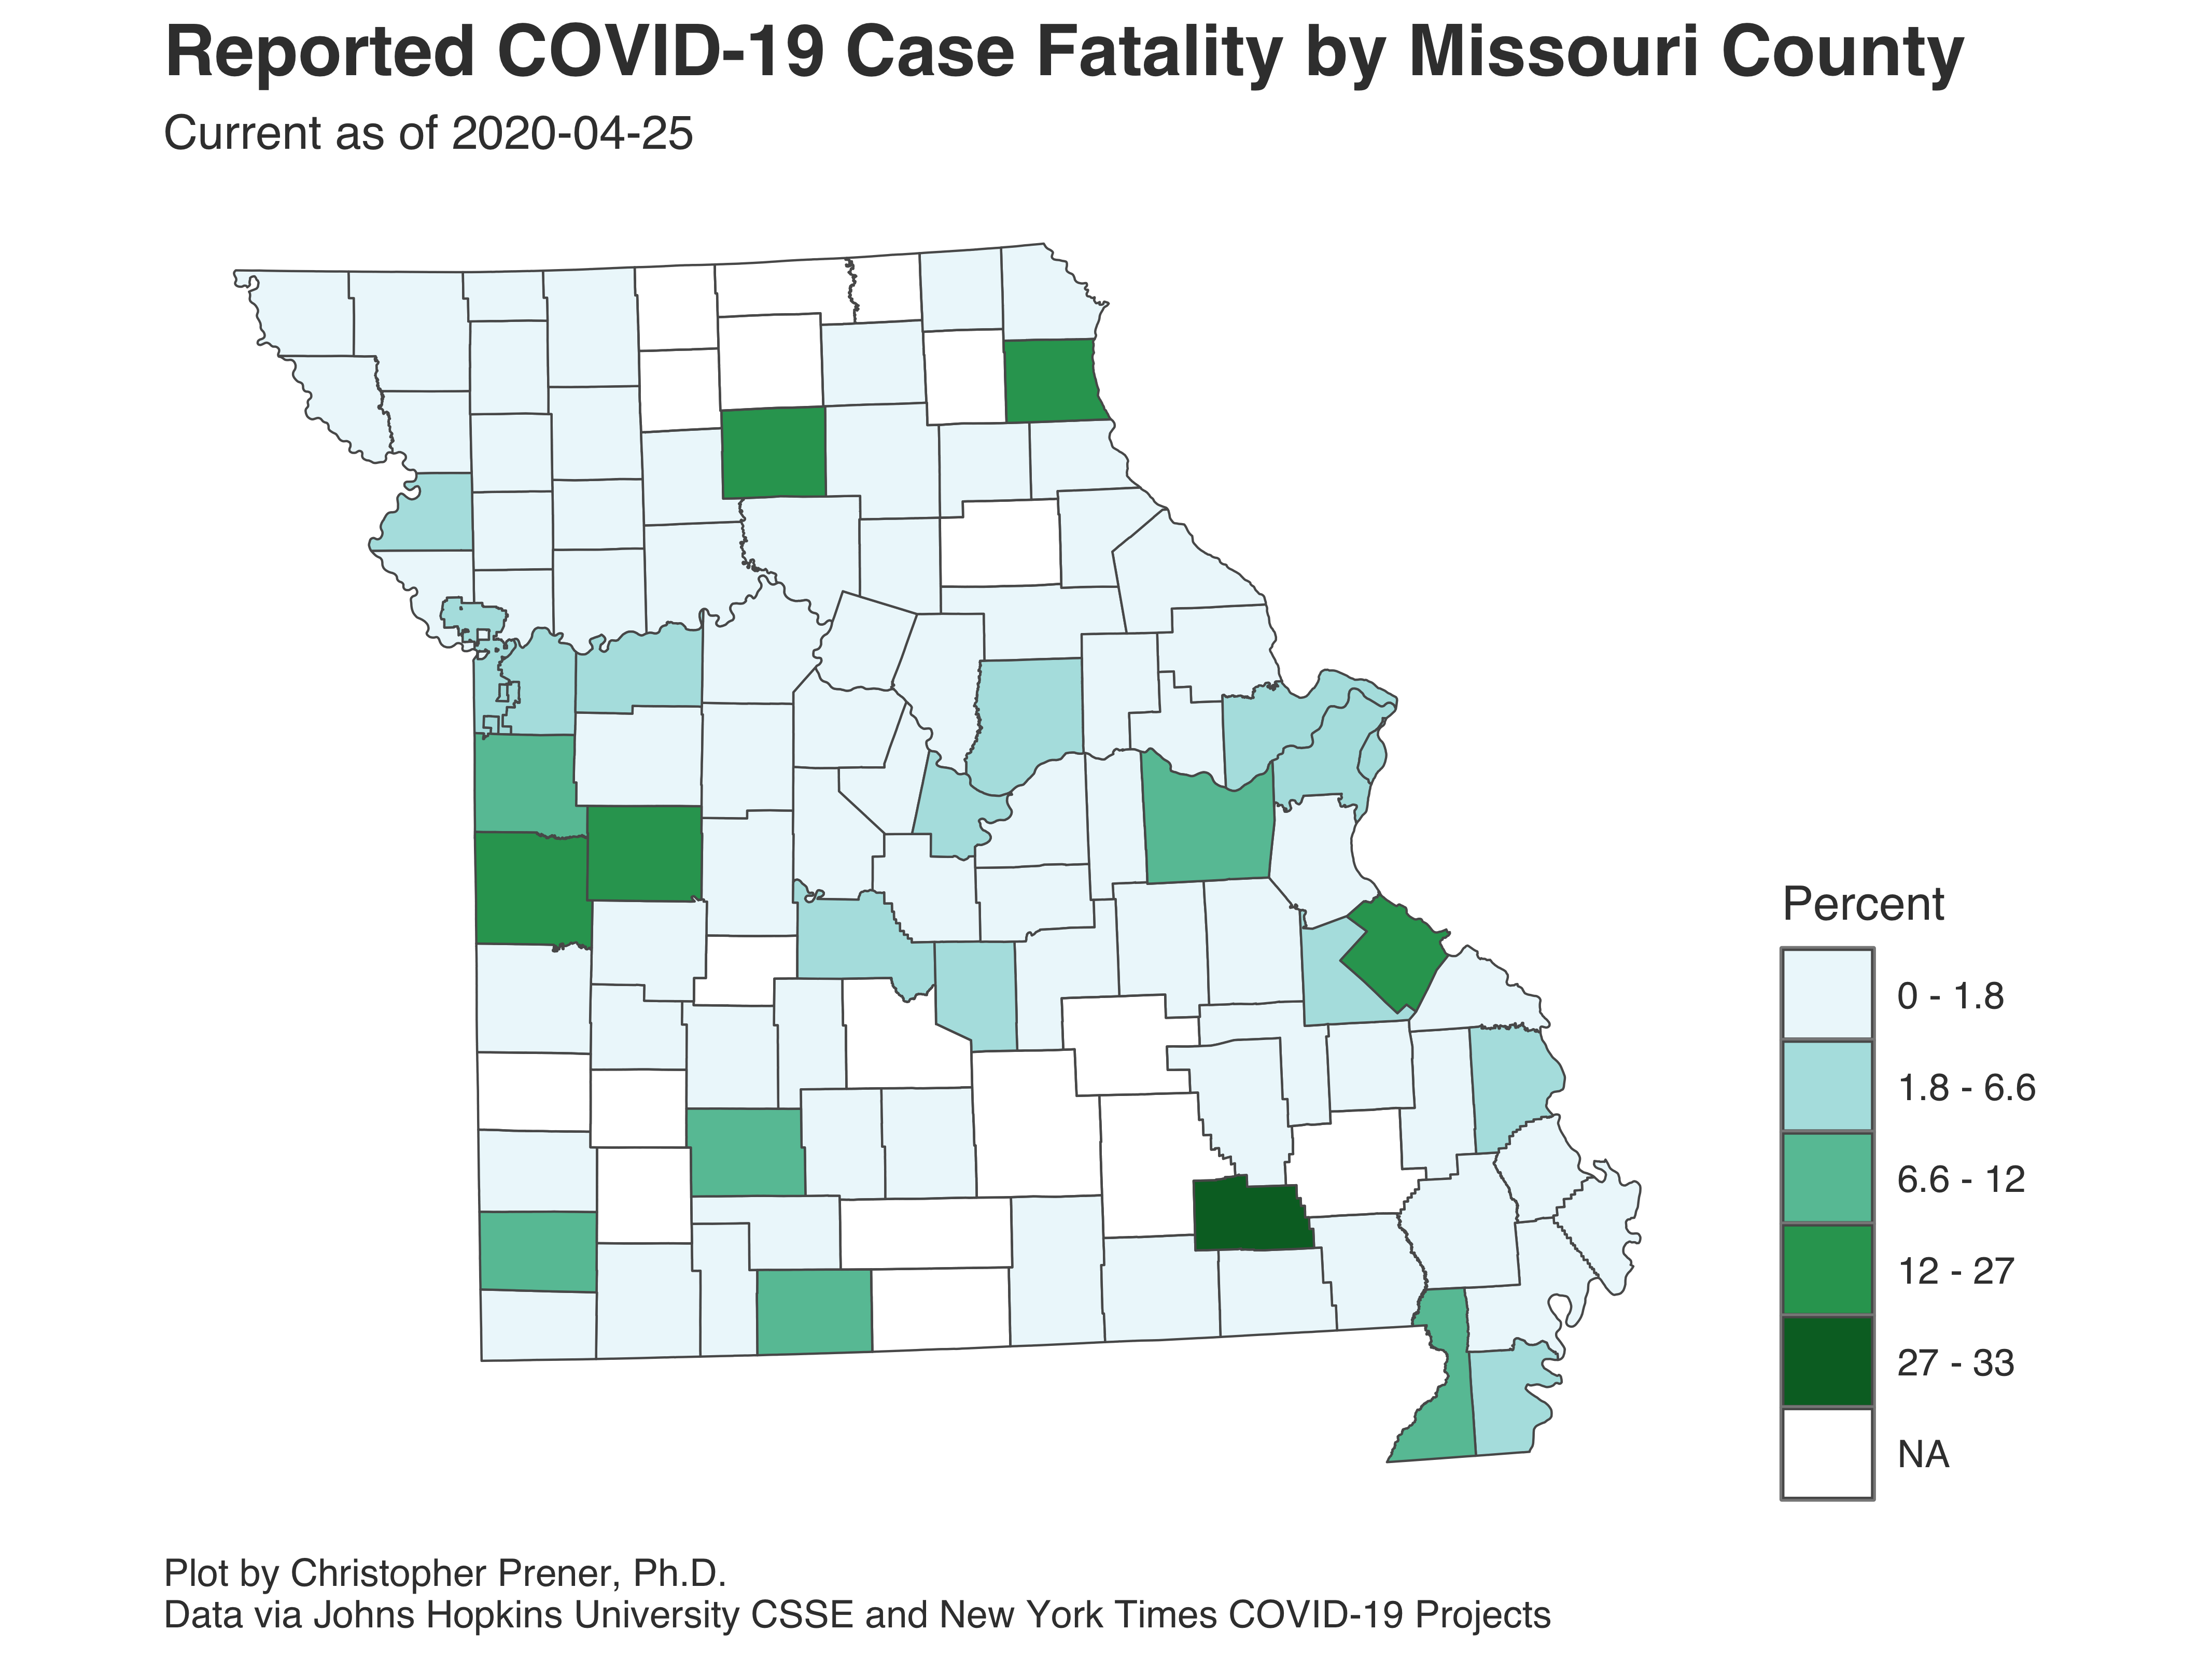 Reported COVID-19 Case Fatality by Missouri County
Current as of 2020-04-25
Percent
0 - 1.8
1.8 - 6.6
6.6 - 12
12 - 27
27 - 33
NA
Plot by Christopher Prener, Ph.D.
Data via Johns Hopkins University CSSE and New York Times COVID-19 Projects